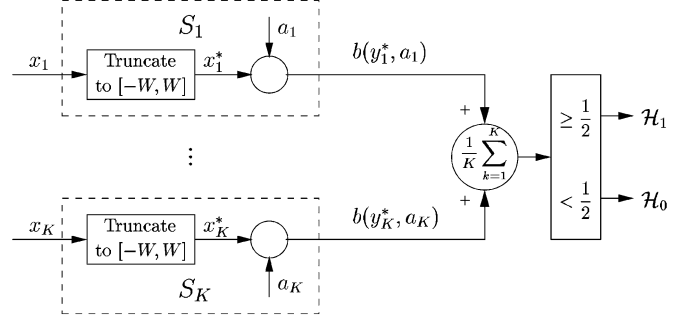 S_1
a_1
x_1
Truncate
to [−W, W]
x_1^*
b(y_1^*, a_1)
+
≥ 1/2
H_1
⋮
1/K ∑_{k=1}^{K}
< 1/2
H_0
+
x_K
Truncate
to [−W, W]
x_K^*
b(y_K^*, a_K)
S_K
a_K